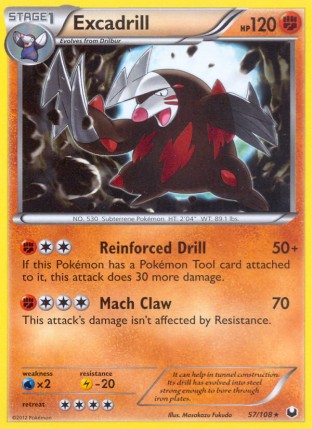 STAGE1
Excadrill
HP120
Evolves from Drilbur
NO. 530. Subterrene Pokémon. HT: 2'04". WT: 89.1 lbs.
Reinforced Drill 50+
If this Pokémon has a Pokémon Tool card attached
to it, this attack does 30 more damage.
Mach Claw 70
This attack's damage isn't affected by Resistance.
weakness
×2
resistance
-20
retreat
It can help in tunnel construction.
Its drill has evolved into steel
strong enough to bore through
iron plates.
©2012 Pokémon
Illus. Masakazu Fukuda
57/108